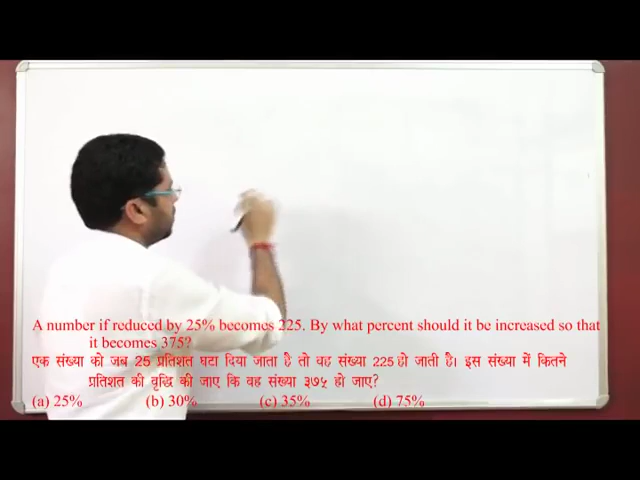 A number if reduced by 25% becomes 225. By what percent should it be increased so that
it becomes 375?
एक संख्या को जब 25 प्रतिशत घटा दिया जाता है तो वह संख्या 225 हो जाती है। इस संख्या में कितने
प्रतिशत की वृद्धि की जाए कि वह संख्या ३७५ हो जाए?
(a) 25% (b) 30% (c) 35% (d) 75%